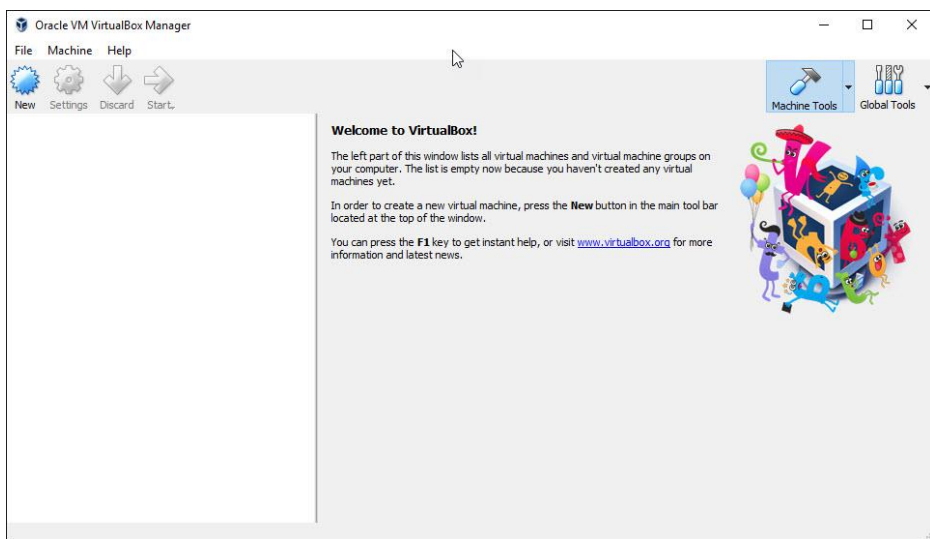 Oracle VM VirtualBox Manager
File Machine Help
New Settings Discard Start
Machine Tools Global Tools
Welcome to VirtualBox!
The left part of this window lists all virtual machines and virtual machine groups on
your computer. The list is empty now because you haven't created any virtual
machines yet.
In order to create a new virtual machine, press the New button in the main tool bar
located at the top of the window.
You can press the F1 key to get instant help, or visit www.virtualbox.org for more
information and latest news.